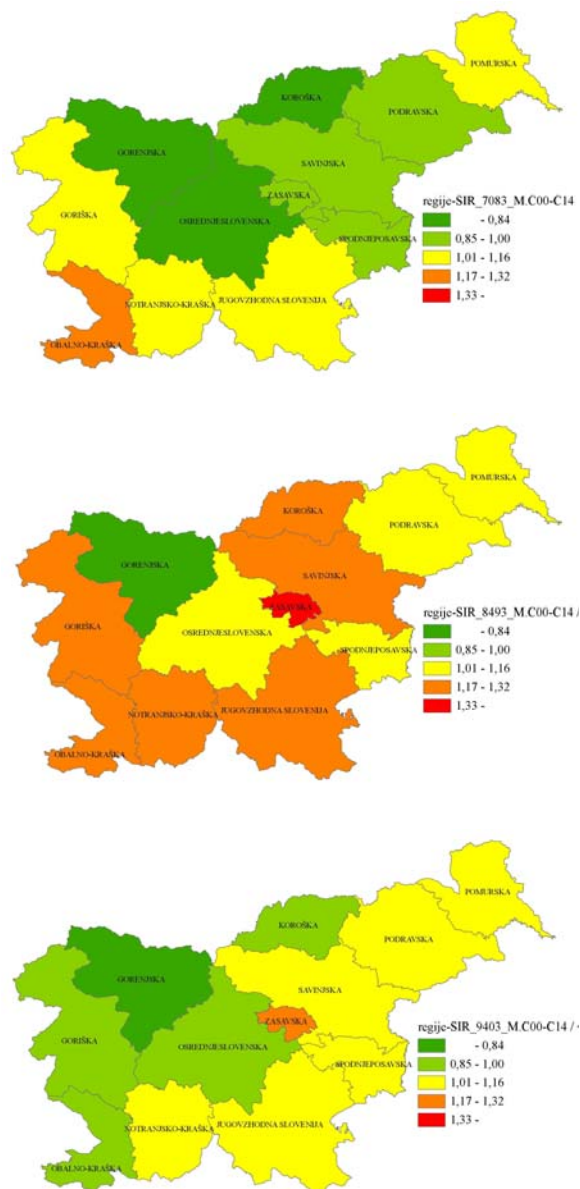 POMURSKA
KOROŠKA
PODRAVSKA
GORENJSKA
SAVINJSKA
ZASAVSKA
GORIŠKA
OSREDNJESLOVENSKA
SPODNJEPOSAVSKA
NOTRANJSKO-KRAŠKA
JUGOVZHODNA SLOVENIJA
OBALNO-KRAŠKA
regije-SIR_7083_M.C00-C14
- 0,84
0,85 - 1,00
1,01 - 1,16
1,17 - 1,32
1,33 -
POMURSKA
KOROŠKA
PODRAVSKA
GORENJSKA
SAVINJSKA
ZASAVSKA
GORIŠKA
OSREDNJESLOVENSKA
SPODNJEPOSAVSKA
NOTRANJSKO-KRAŠKA
JUGOVZHODNA SLOVENIJA
OBALNO-KRAŠKA
regije-SIR_8493_M.C00-C14 /
- 0,84
0,85 - 1,00
1,01 - 1,16
1,17 - 1,32
1,33 -
POMURSKA
KOROŠKA
PODRAVSKA
GORENJSKA
SAVINJSKA
ZASAVSKA
GORIŠKA
OSREDNJESLOVENSKA
SPODNJEPOSAVSKA
NOTRANJSKO-KRAŠKA
JUGOVZHODNA SLOVENIJA
OBALNO-KRAŠKA
regije-SIR_9403_M.C00-C14 /
- 0,84
0,85 - 1,00
1,01 - 1,16
1,17 - 1,32
1,33 -